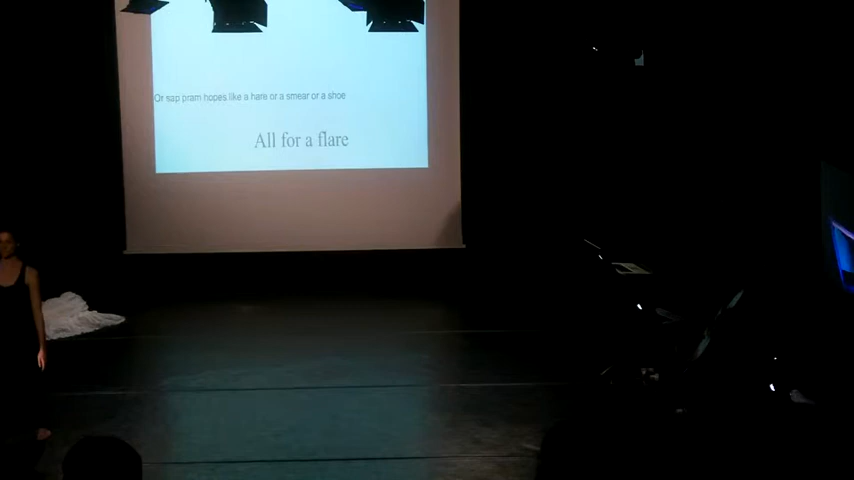 Or sap pram hopes like a hare or a smear or a shoe
All for a flare